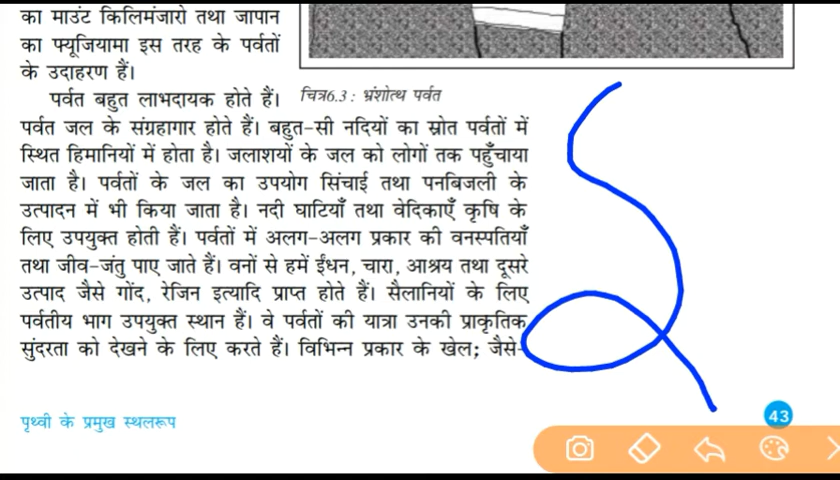 का माउंट किलिमंजारो तथा जापान
का फ्यूजियामा इस तरह के पर्वतों
के उदाहरण हैं।
पर्वत बहुत लाभदायक होते हैं।
चित्र6.3 : भ्रंशोत्थ पर्वत
पर्वत जल के संग्रहागार होते हैं। बहुत-सी नदियों का स्रोत पर्वतों में
स्थित हिमानियों में होता है। जलाशयों के जल को लोगों तक पहुँचाया
जाता है। पर्वतों के जल का उपयोग सिंचाई तथा पनबिजली के
उत्पादन में भी किया जाता है। नदी घाटियाँ तथा वेदिकाएँ कृषि के
लिए उपयुक्त होती हैं। पर्वतों में अलग-अलग प्रकार की वनस्पतियाँ
तथा जीव-जंतु पाए जाते हैं। वनों से हमें ईंधन, चारा, आश्रय तथा दूसरे
उत्पाद जैसे गोंद, रेजिन इत्यादि प्राप्त होते हैं। सैलानियों के लिए
पर्वतीय भाग उपयुक्त स्थान हैं। वे पर्वतों की यात्रा उनकी प्राकृतिक
सुंदरता को देखने के लिए करते हैं। विभिन्न प्रकार के खेल; जैसे-
पृथ्वी के प्रमुख स्थलरूप
43